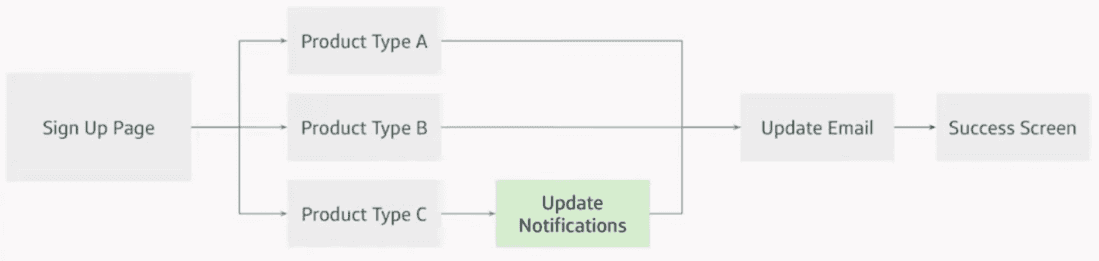 Product Type A
Sign Up Page
Product Type B
Update Email
Success Screen
Product Type C
Update
Notifications